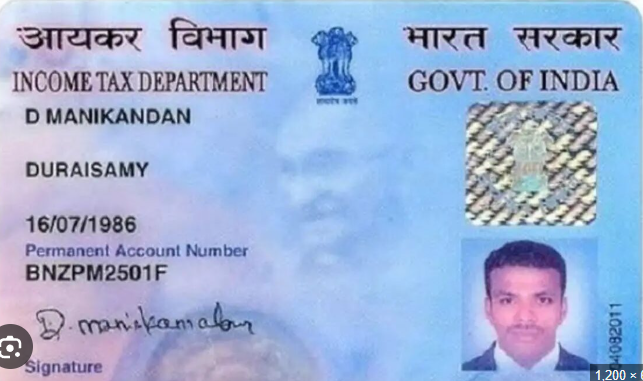 आयकर विभाग
INCOME TAX DEPARTMENT
भारत सरकार
GOVT. OF INDIA
सत्यमेव जयते
D MANIKANDAN
DURAISAMY
16/07/1986
Permanent Account Number
BNZPM2501F
D. manikandan
Signature
4082011
1,200 ×